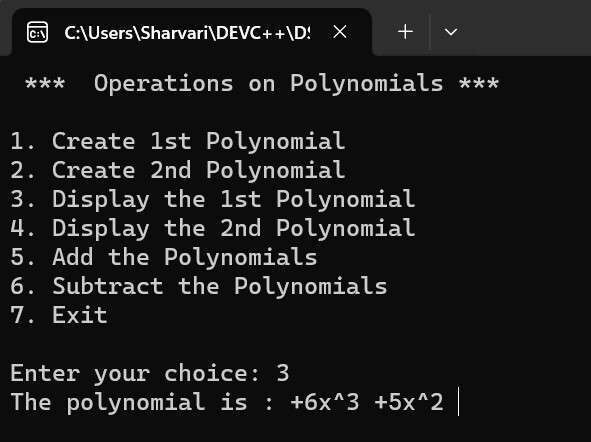 C:\Users\Sharvari\DEVC++\DS
*** Operations on Polynomials ***
1. Create 1st Polynomial
2. Create 2nd Polynomial
3. Display the 1st Polynomial
4. Display the 2nd Polynomial
5. Add the Polynomials
6. Subtract the Polynomials
7. Exit
Enter your choice: 3
The polynomial is : +6x^3 +5x^2